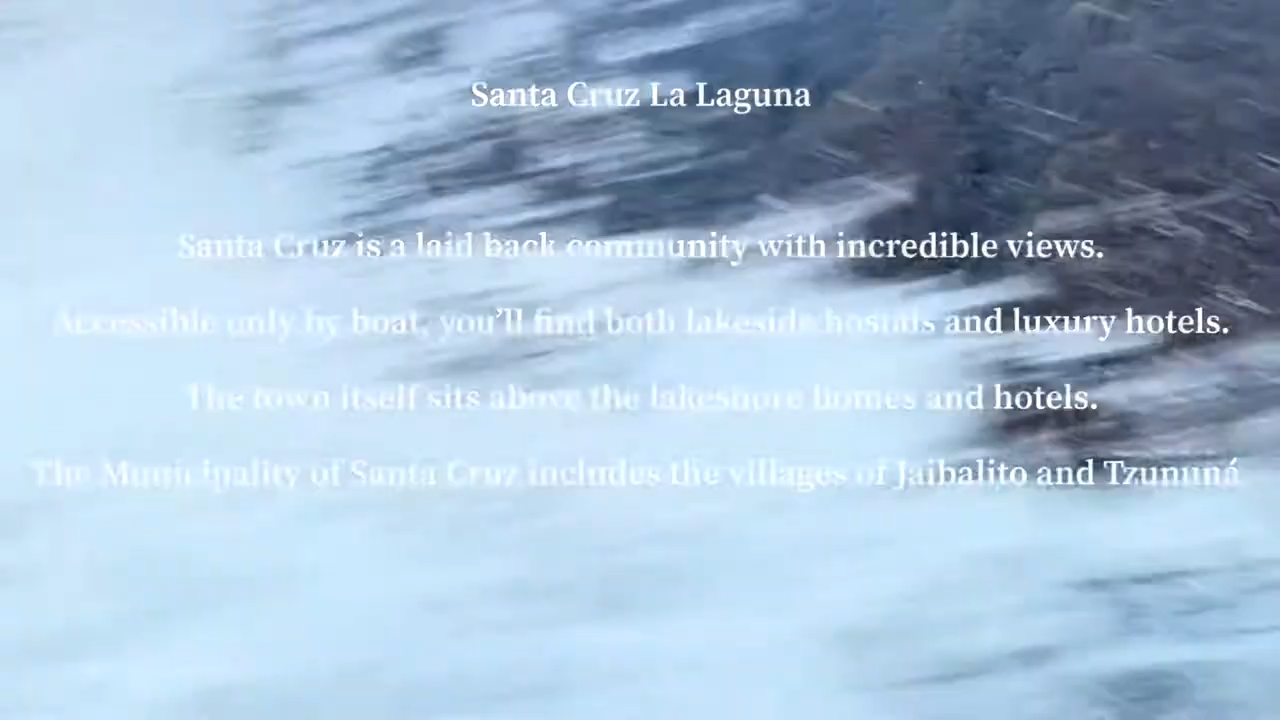 Santa Cruz La Laguna
Santa Cruz is a laid back community with incredible views.
Accessible only by boat, you’ll find both lakeside hostels and luxury hotels.
The town itself sits above the lakeshore homes and hotels.
The Municipality of Santa Cruz includes the villages of Jaibalito and Tzununá